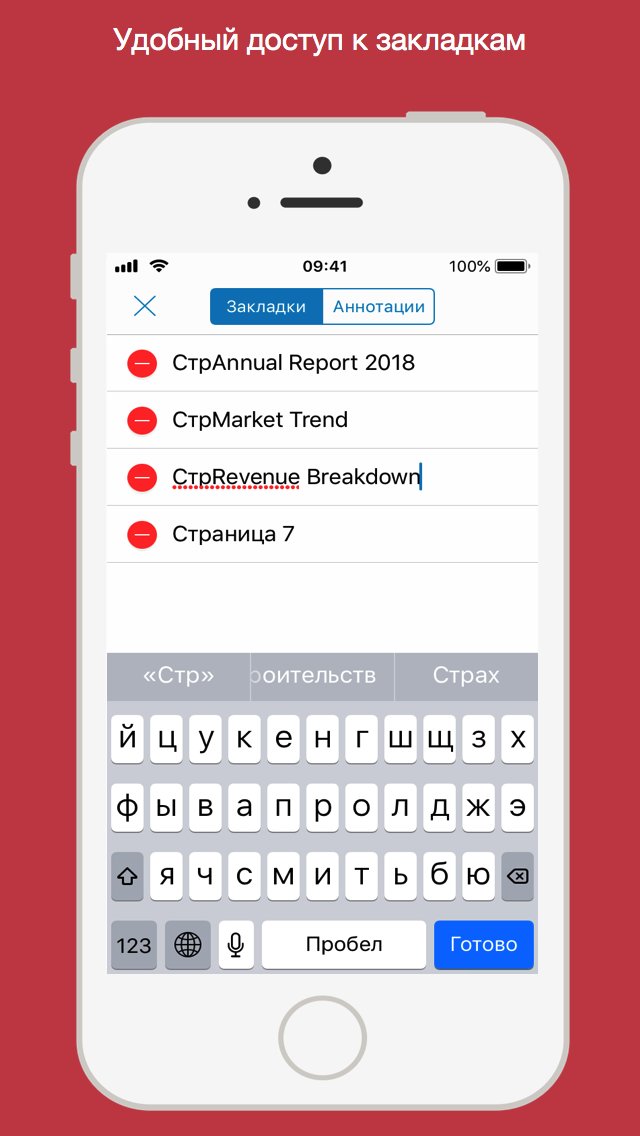 Удобный доступ к закладкам
09:41
100%
Закладки Аннотации
СтрAnnual Report 2018
СтрMarket Trend
СтрRevenue Breakdown
Страница 7
«Стр» роительств Страх
й ц у к е н г ш щ з х
ф ы в а п р о л д ж э
я ч с м и т ь б ю
123 Пробел Готово